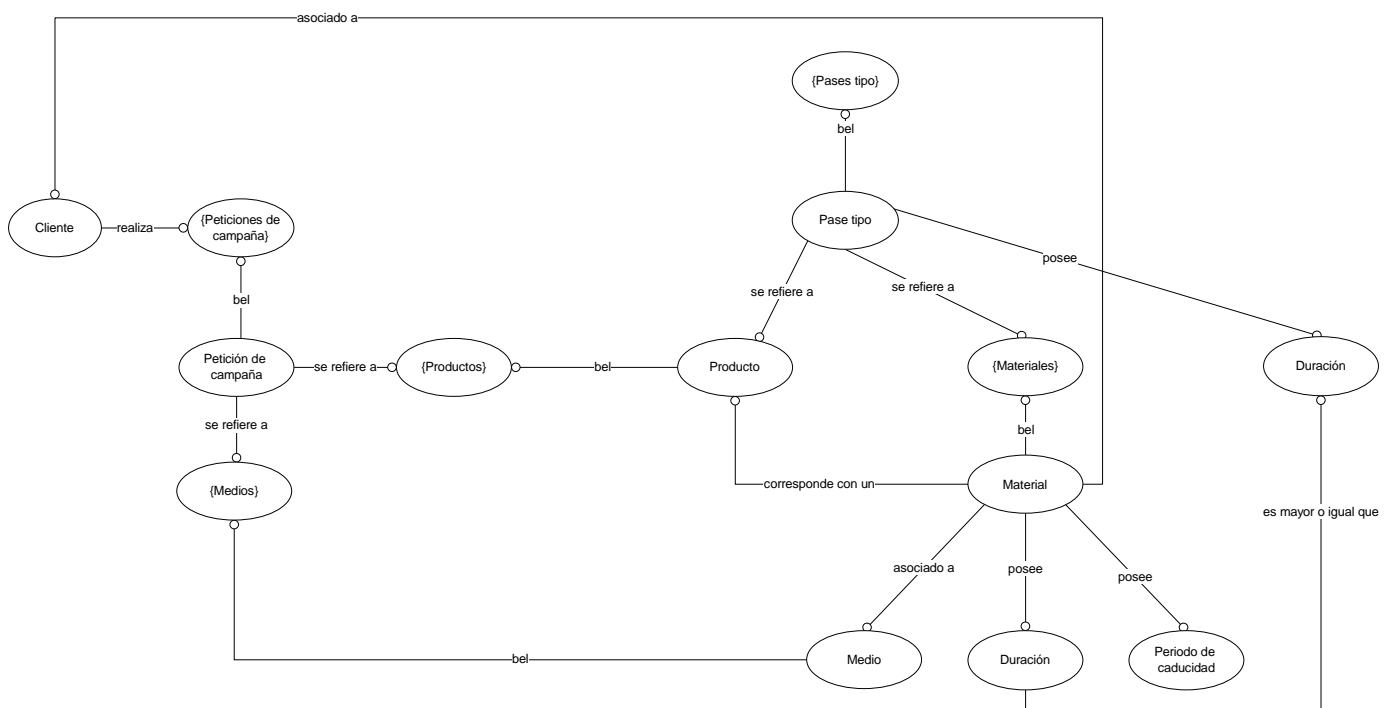 asociado a
{Pases tipo}
bel
Cliente
realiza
{Peticiones de
campaña}
Pase tipo
posee
bel
se refiere a
se refiere a
Petición de
campaña
se refiere a
{Productos}
bel
Producto
{Materiales}
Duración
se refiere a
bel
{Medios}
corresponde con un
Material
es mayor o igual que
asociado a
posee
posee
bel
Medio
Duración
Periodo de
caducidad